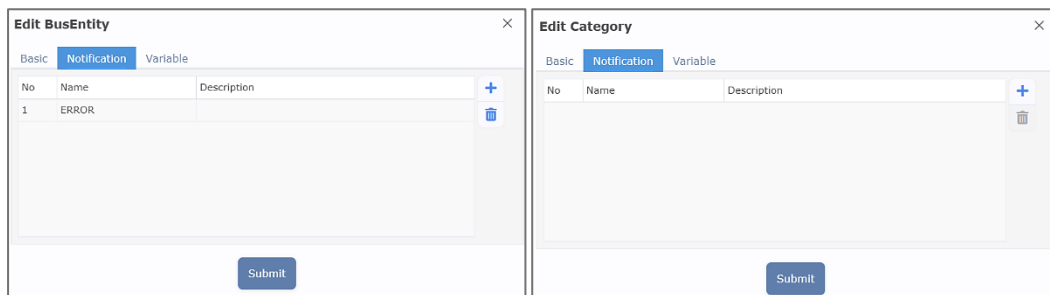 Edit BusEntity
Basic Notification Variable
No Name Description
1 ERROR
Submit
Edit Category
Basic Notification Variable
No Name Description
Submit